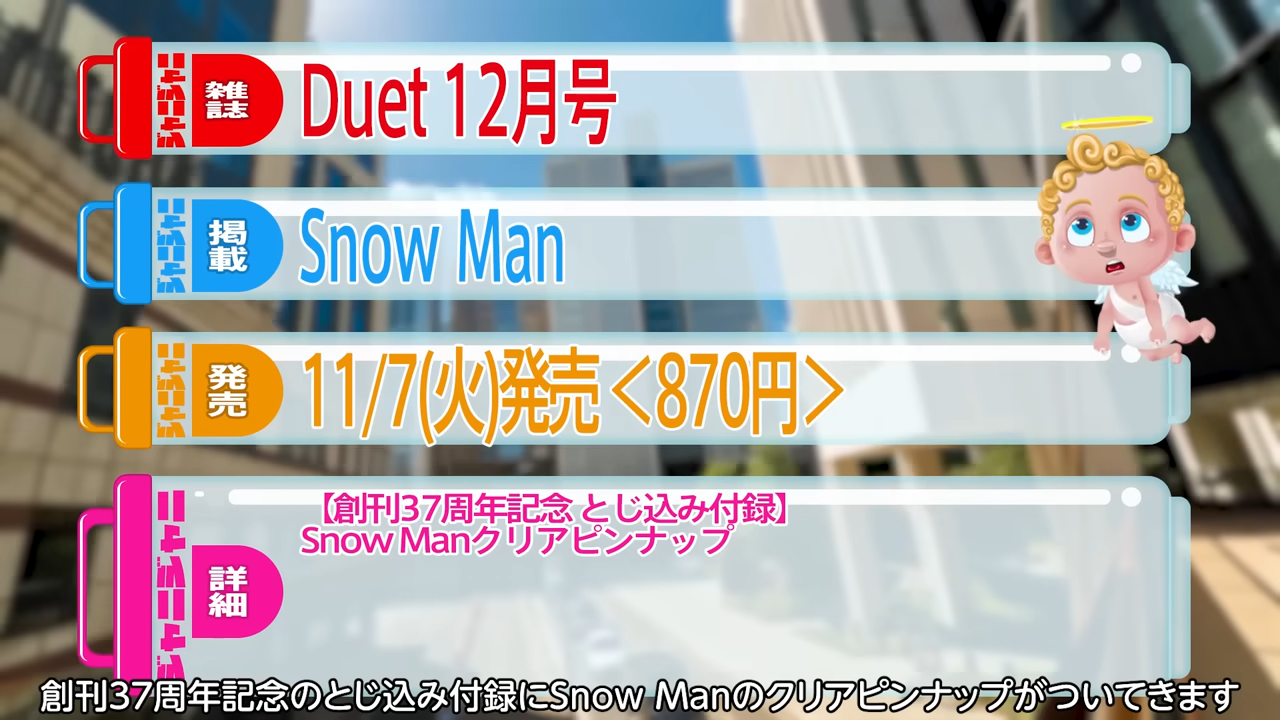 雑誌
Duet 12月号
掲載
Snow Man
発売
11/7(火)発売＜870円＞
【創刊37周年記念 とじ込み付録】
Snow Manクリアピンナップ
詳細
創刊37周年記念のとじ込み付録にSnow Manのクリアピンナップがついてきます